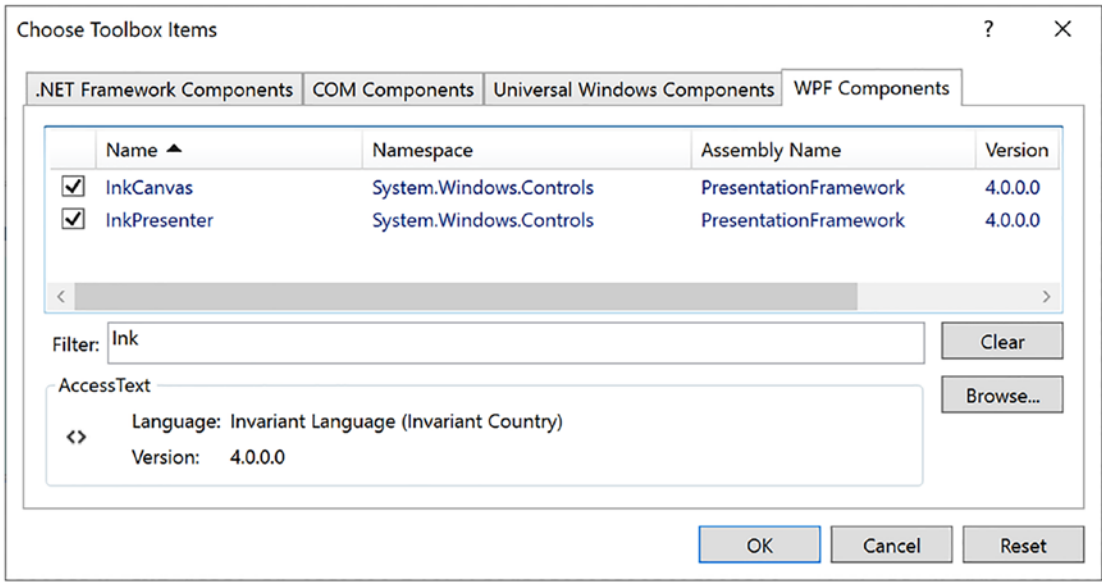 Choose Toolbox Items ?
.NET Framework Components COM Components Universal Windows Components WPF Components
Name Namespace Assembly Name Version
InkCanvas System.Windows.Controls PresentationFramework 4.0.0.0
InkPresenter System.Windows.Controls PresentationFramework 4.0.0.0
Filter: Ink Clear
AccessText
Browse...
Language: Invariant Language (Invariant Country)
Version: 4.0.0.0
OK Cancel Reset